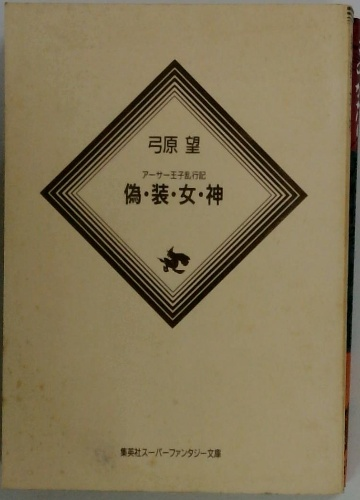 弓原 望
アーサー王子乱行記
偽・装・女・神
集英社スーパーファンタジー文庫